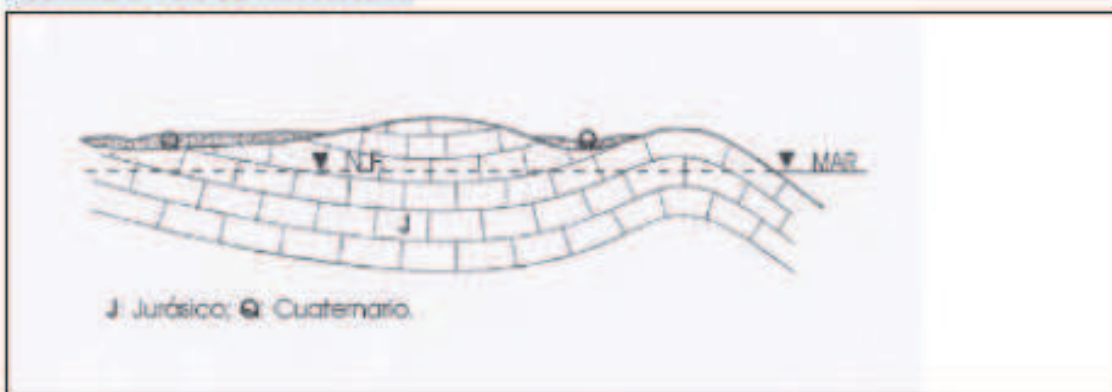 Q
Q
▼ N.F.
▼ MAR
J
J: Jurásico; Q: Cuaternario.